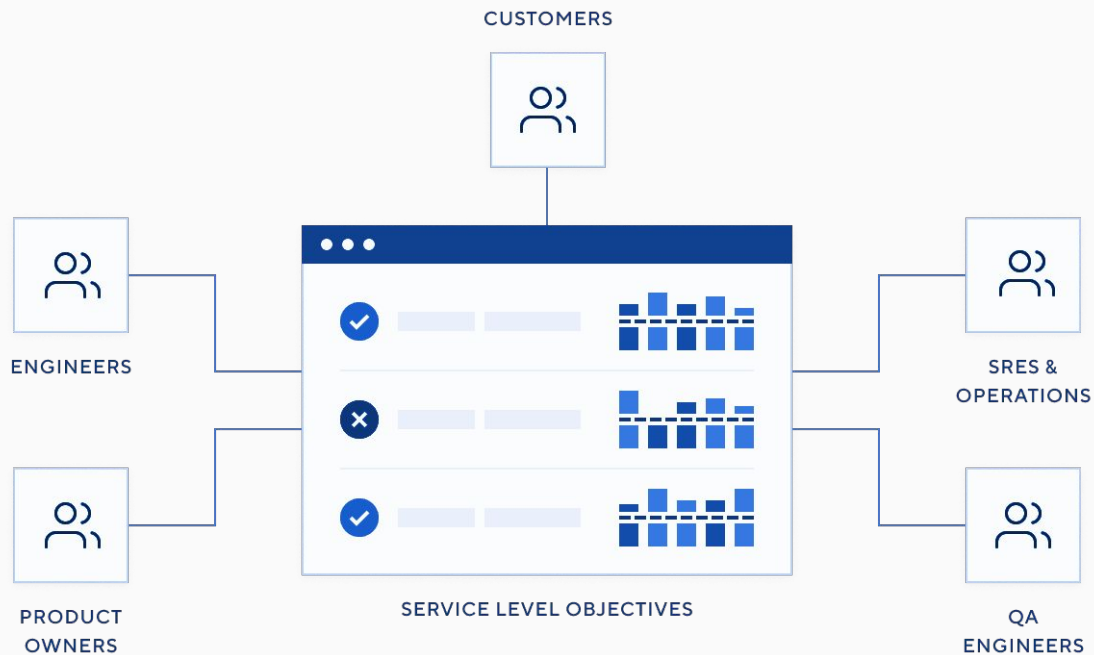 CUSTOMERS
ENGINEERS
SRES &
OPERATIONS
PRODUCT
OWNERS
SERVICE LEVEL OBJECTIVES
QA
ENGINEERS